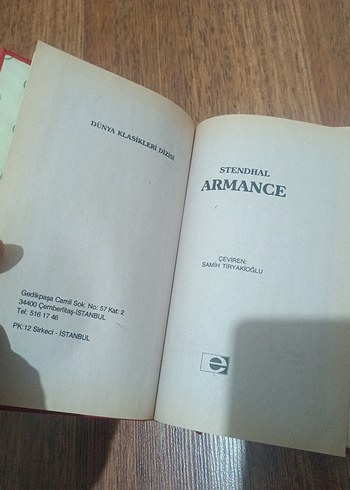 DÜNYA KLASİKLERİ DİZİSİ
Gedikpaşa Camii Sok. No: 57 Kat: 2
34400 Çemberlitaş-İSTANBUL
Tel: 516 17 46
PK:12 Sirkeci - İSTANBUL
STENDHAL
ARMANCE
ÇEVİREN:
SAMİH TİRYAKİOĞLU
e